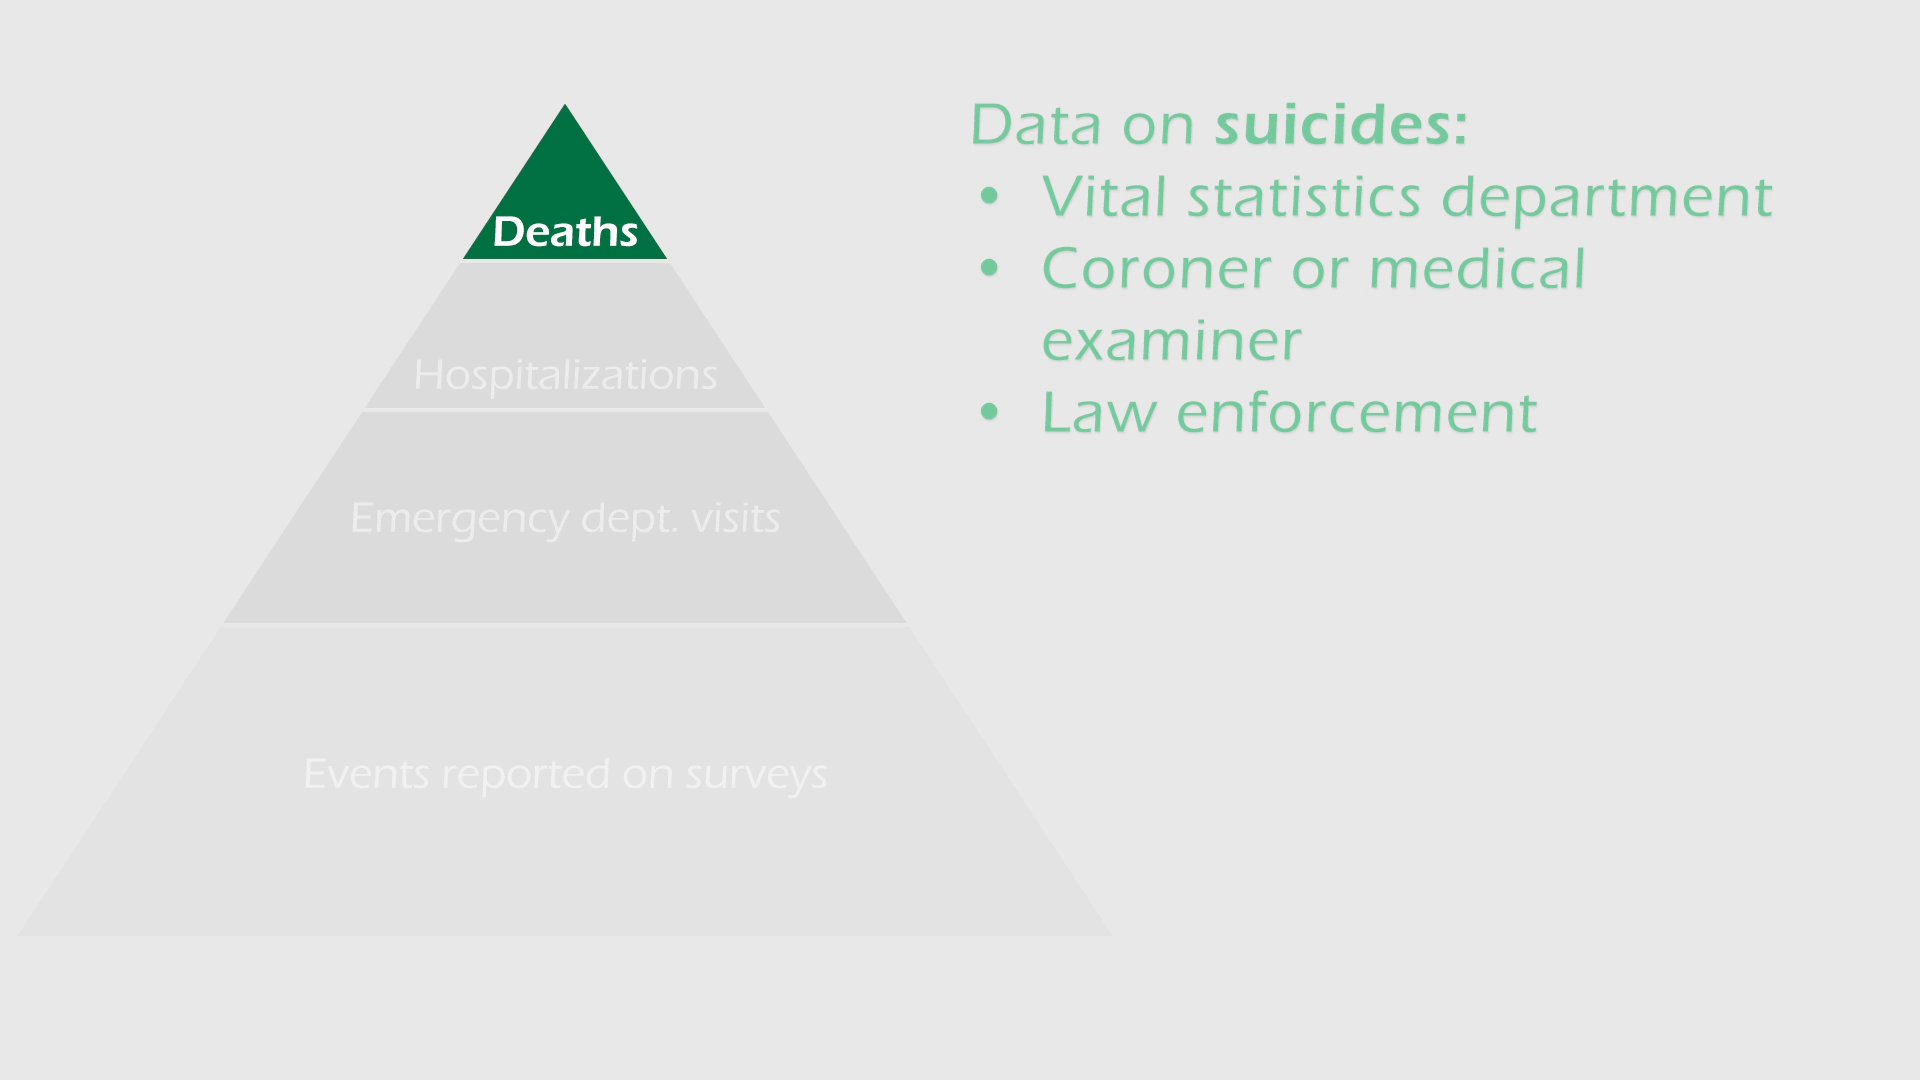 Deaths
Hospitalizations
Emergency dept. visits
Events reported on surveys
Data on suicides:
• Vital statistics department
• Coroner or medical
examiner
• Law enforcement